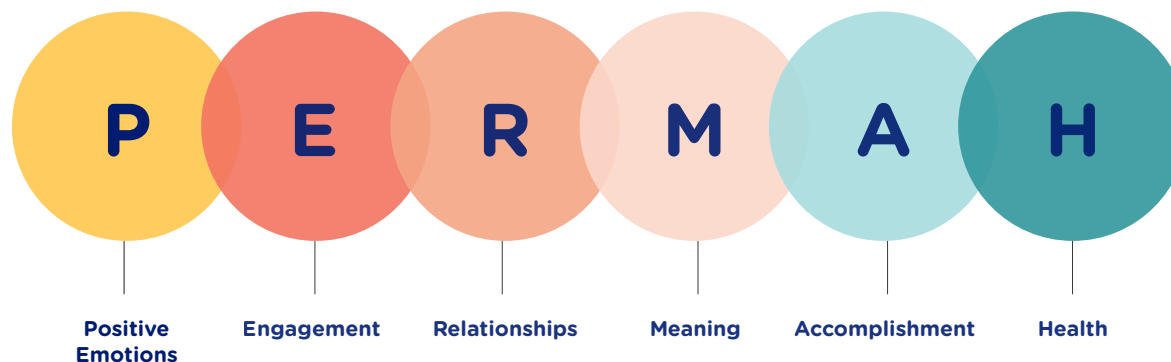 P E R M A H
Positive
Emotions
Engagement
Relationships
Meaning
Accomplishment
Health